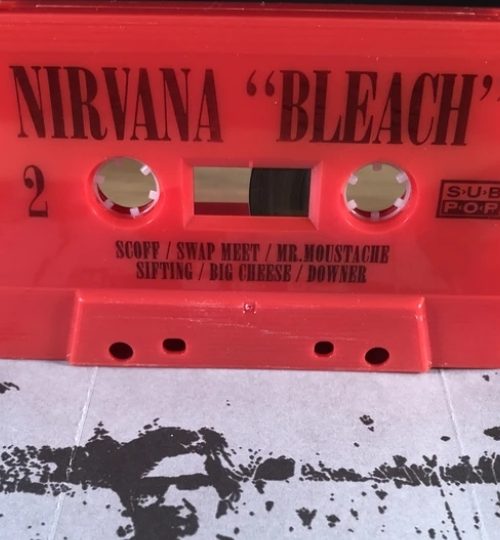 NIRVANA “BLEACH”
2
SUB
POP
SCOFF / SWAP MEET / MR.MOUSTACHE
SIFTING / BIG CHEESE / DOWNER